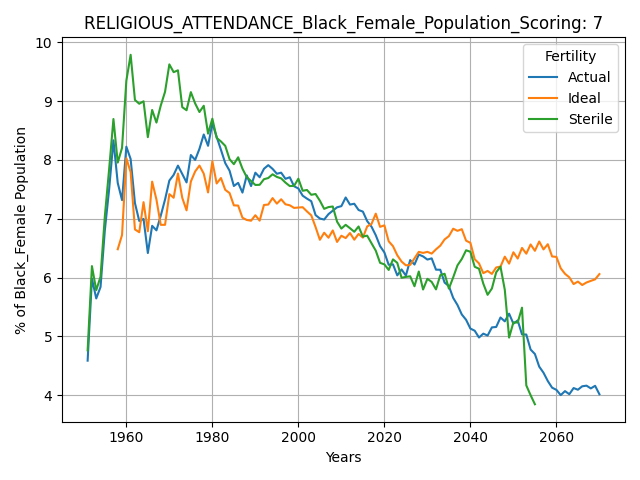 RELIGIOUS_ATTENDANCE_Black_Female_Population_Scoring: 7
Fertility
Actual
Ideal
Sterile
% of Black_Female Population
10
9
8
7
6
5
4
1960 1980 2000 2020 2040 2060
Years